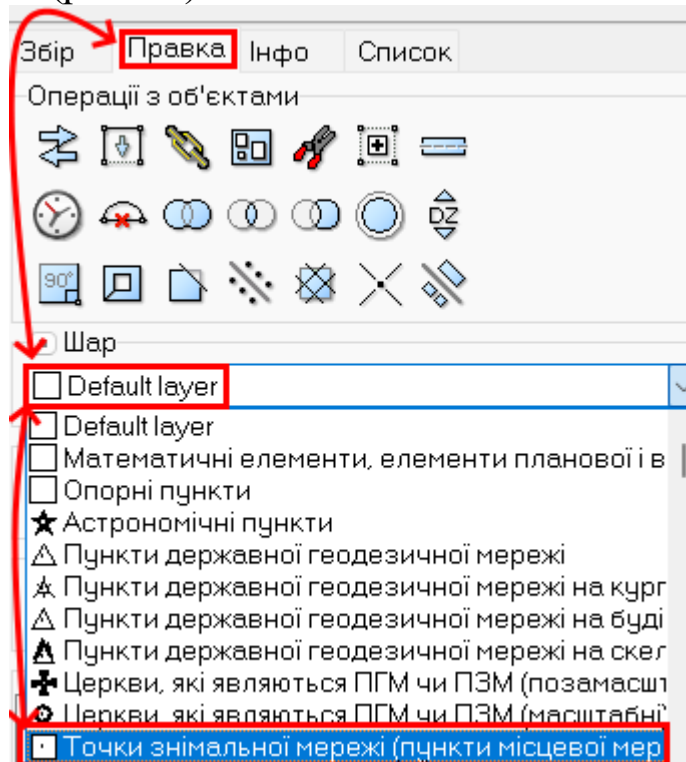 Збір Правка Інфо Список
Операції з об'єктами
DZ
90°
Шар
Default layer
Default layer
Математичні елементи, елементи планової і в
Опорні пункти
Астрономічні пункти
Пункти державної геодезичної мережі
Пункти державної геодезичної мережі на кург
Пункти державної геодезичної мережі на буді
Пункти державної геодезичної мережі на скел
Церкви, які являються ПГМ чи ПЗМ (позамасшт
Церкви, які являються ПГМ чи ПЗМ (масштабні)
Точки знімальної мережі (пункти місцевої мер